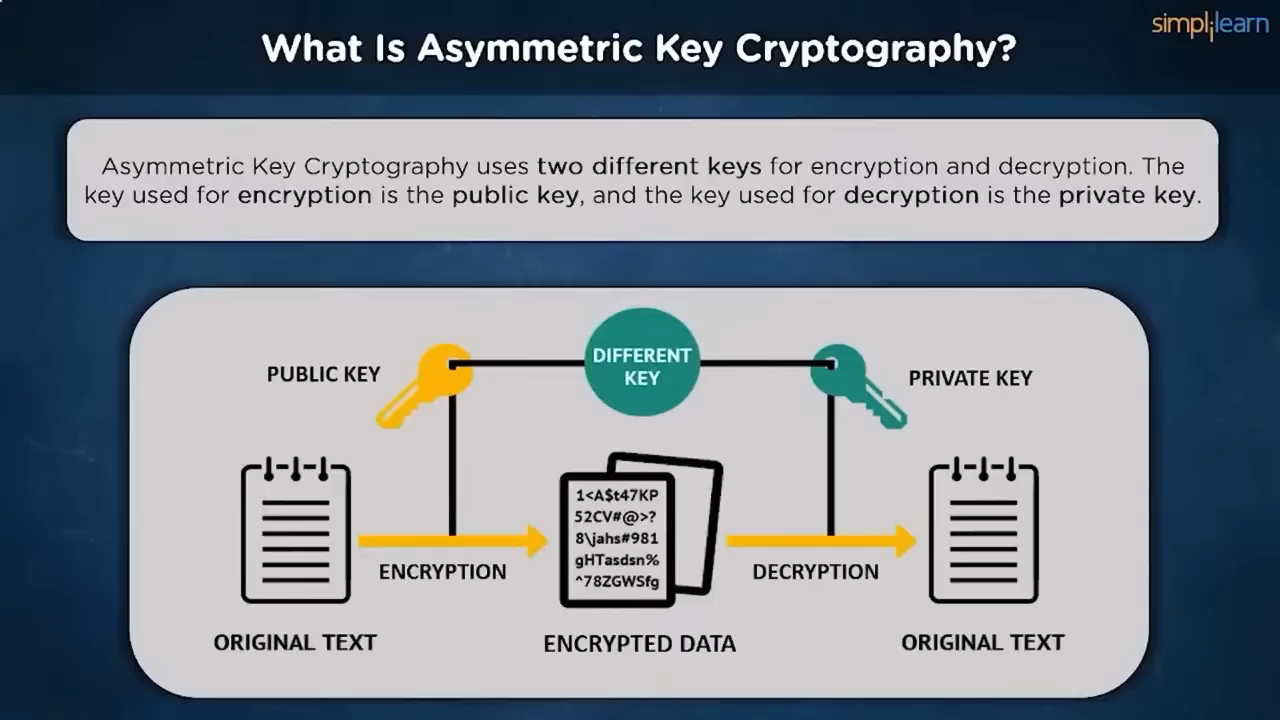 simplilearn
What Is Asymmetric Key Cryptography?
Asymmetric Key Cryptography uses two different keys for encryption and decryption. The
key used for encryption is the public key, and the key used for decryption is the private key.
DIFFERENT
KEY
PUBLIC KEY
PRIVATE KEY
1<A$t47KP
52CV#@>?
8\jahs#981
gHTasdsn%
^78ZGWSfg
ENCRYPTION
DECRYPTION
ORIGINAL TEXT
ENCRYPTED DATA
ORIGINAL TEXT